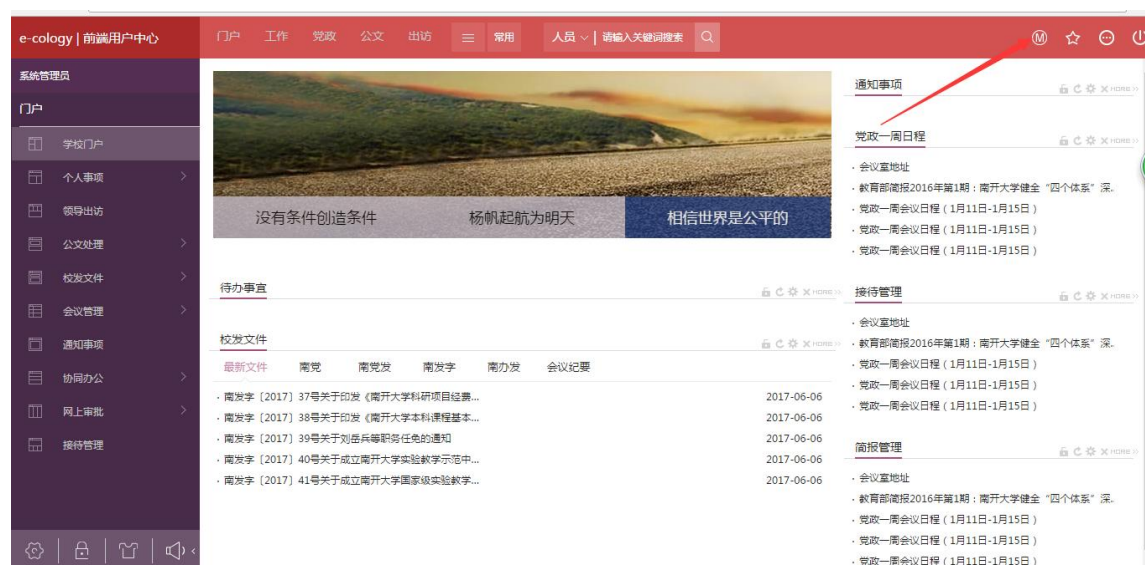 e-cology | 前端用户中心
门户 工作 党政 公文 出访 常用 人员 | 请输入关键词搜索
M
系统管理员
门户
学校门户
个人事项
领导出访
公文处理
校发文件
会议管理
通知事项
协同办公
网上审批
接待管理
没有条件创造条件 杨帆起航为明天 相信世界是公平的
待办事宜 MORE
校发文件 MORE
最新文件 南党 南党发 南发字 南办发 会议纪要
· 南发字〔2017〕37号关于印发《南开大学科研项目经费... 2017-06-06
· 南发字〔2017〕38号关于印发《南开大学本科课程基本... 2017-06-06
· 南发字〔2017〕39号关于刘岳兵等职务任免的通知 2017-06-06
· 南发字〔2017〕40号关于成立南开大学实验教学示范中... 2017-06-06
· 南发字〔2017〕41号关于成立南开大学国家级实验教学... 2017-06-06
通知事项 MORE
党政一周日程 MORE
· 会议室地址
· 教育部简报2016年第1期：南开大学健全“四个体系”深.
· 党政一周会议日程（1月11日-1月15日）
· 党政一周会议日程（1月11日-1月15日）
· 党政一周会议日程（1月11日-1月15日）
接待管理 MORE
· 会议室地址
· 教育部简报2016年第1期：南开大学健全“四个体系”深.
· 党政一周会议日程（1月11日-1月15日）
· 党政一周会议日程（1月11日-1月15日）
· 党政一周会议日程（1月11日-1月15日）
简报管理 MORE
· 会议室地址
· 教育部简报2016年第1期：南开大学健全“四个体系”深.
· 党政一周会议日程（1月11日-1月15日）
· 党政一周会议日程（1月11日-1月15日）
· 党政一周会议日程（1月11日-1月15日）